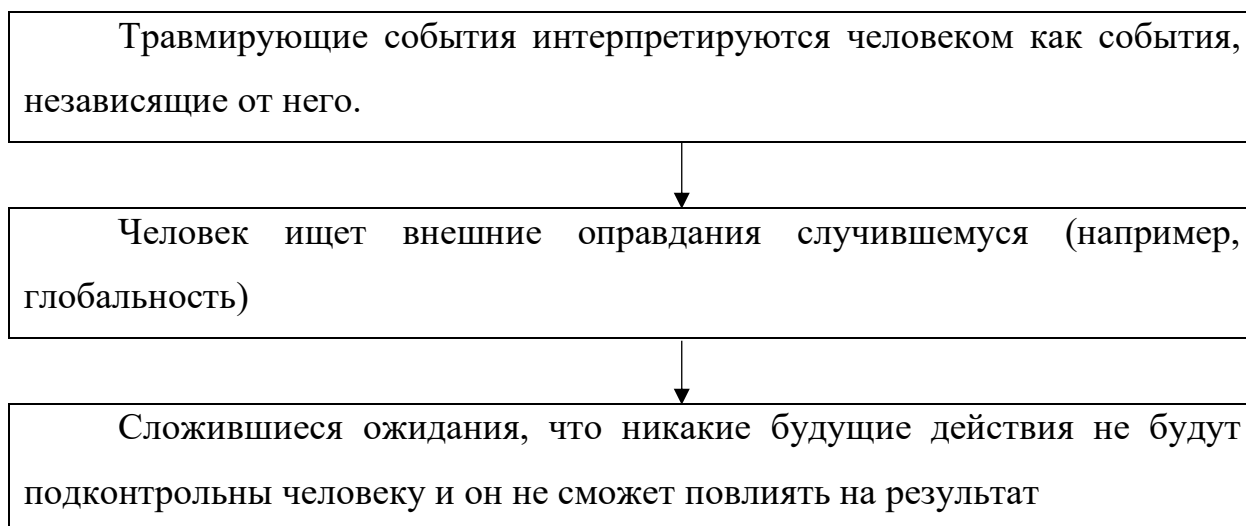 Травмирующие события интерпретируются человеком как события,
независящие от него.
Человек ищет внешние оправдания случившемуся (например,
глобальность)
Сложившиеся ожидания, что никакие будущие действия не будут
подконтрольны человеку и он не сможет повлиять на результат